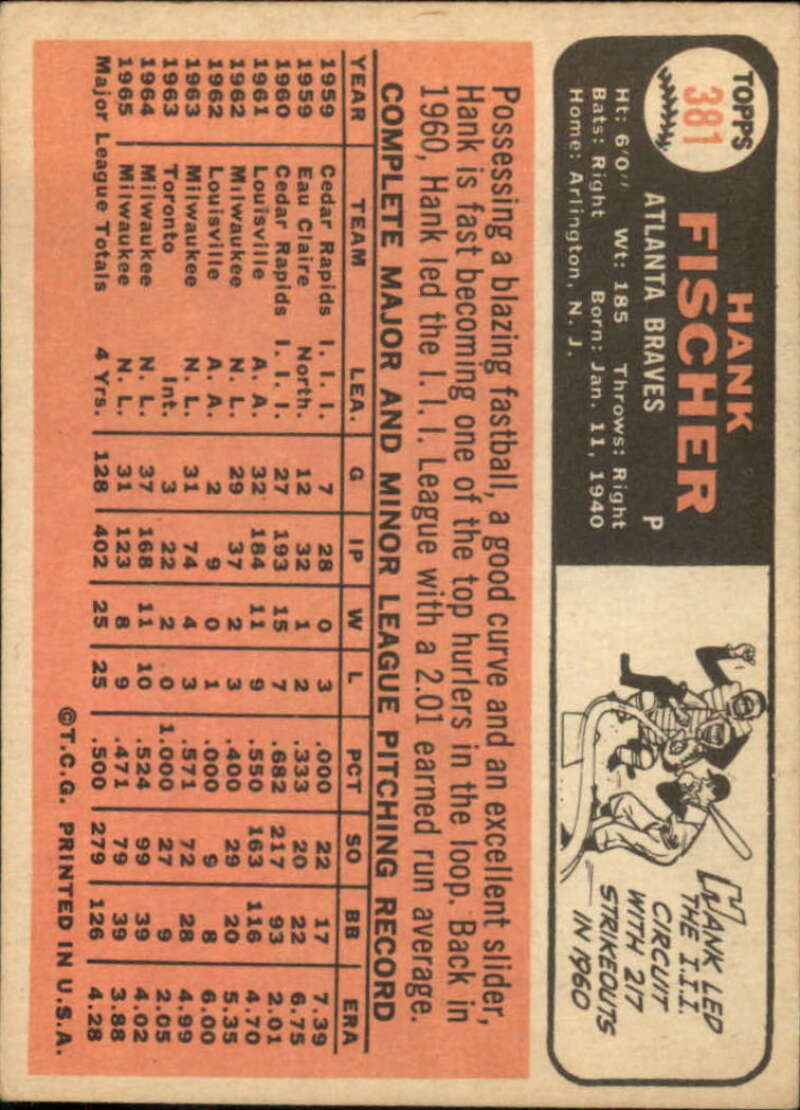 TOPPS
381
HANK
FISCHER
ATLANTA BRAVES P
Ht: 6'0" Wt: 185 Throws: Right
Bats: Right Born: Jan. 11, 1940
Home: Arlington, N. J.
HANK LED
THE I.I.I.
CIRCUIT
WITH 217
STRIKEOUTS
IN 1960
Possessing a blazing fastball, a good curve and an excellent slider,
Hank is fast becoming one of the top hurlers in the loop. Back in
1960, Hank led the I. I. I. League with a 2.01 earned run average.
COMPLETE MAJOR AND MINOR LEAGUE PITCHING RECORD
YEAR TEAM LEA. G IP W L PCT SO BB ERA
1959 Cedar Rapids I. I. I. 7 28 0 3 .000 22 17 7.39
1959 Eau Claire North. 12 32 1 2 .333 20 22 6.75
1960 Cedar Rapids I. I. I. 27 193 15 7 .682 217 93 2.01
1961 Louisville A. A. 32 184 11 9 .550 163 116 4.70
1962 Milwaukee N. L. 29 37 2 3 .400 29 20 5.35
1962 Louisville A. A. 2 9 0 1 .000 9 8 6.00
1963 Milwaukee N. L. 31 74 4 3 .571 72 28 4.99
1963 Toronto Int. 3 22 2 0 1.000 27 9 2.05
1964 Milwaukee N. L. 37 168 11 10 .524 99 39 4.02
1965 Milwaukee N. L. 31 123 8 9 .471 79 39 3.88
Major League Totals 4 Yrs. 128 402 25 25 .500 279 126 4.28
©T.C.G. PRINTED IN U.S.A.